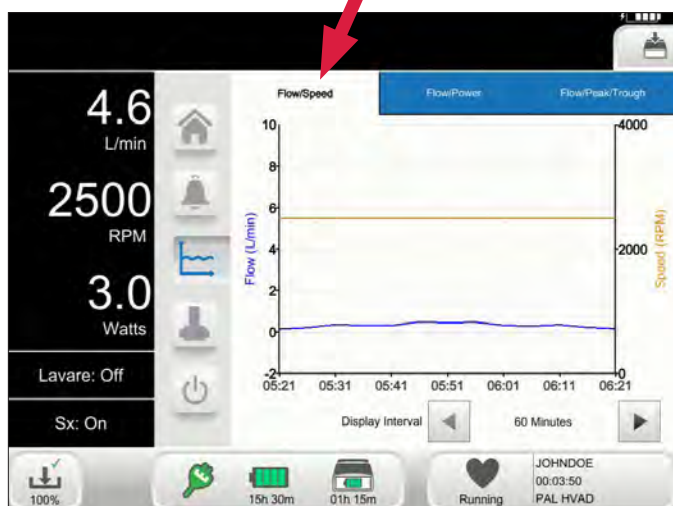 4.6
L/min
2500
RPM
3.0
Watts
Lavare: Off
Sx: On
Flow/Speed
Flow/Power
Flow/Peak/Trough
Flow (L/min)
10
8
6
4
2
0
-2
4000
2000
0
Speed (RPM)
05:21 05:31 05:41 05:51 06:01 06:11 06:21
Display Interval 60 Minutes
100%
15h 30m
01h 15m
Running
JOHNDOE
00:03:50
PAL HVAD